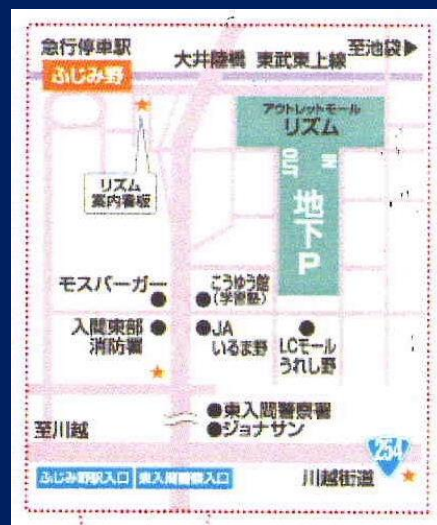 急行停車駅
ふじみ野
大井陸橋 東武東上線
至池袋▶
アウトレットモール
リズム
OUT
IN
地下P
リズム
案内看板
モスバーガー
こうゆう館
(学習塾)
入間東部
消防署
JA
いるま野
LCモール
うれし野
東入間警察署
ジョナサン
至川越
254
川越街道
ふじみ野駅入口
東入間警察入口